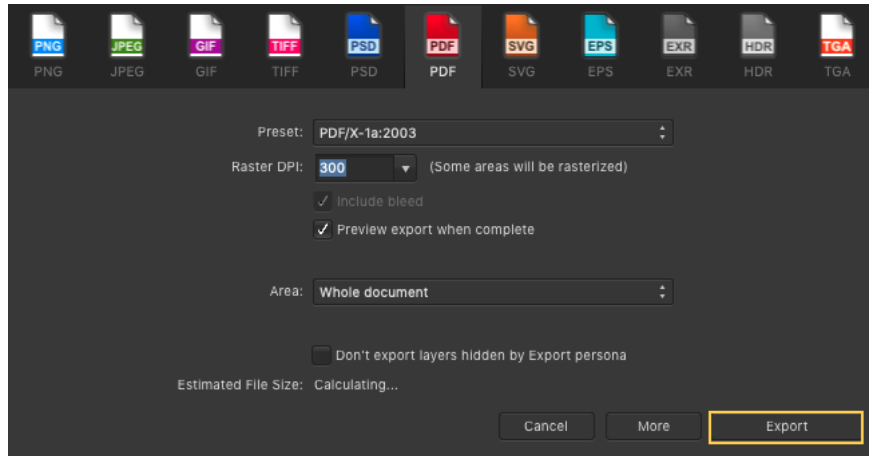 PNG JPEG GIF TIFF PSD PDF SVG EPS EXR HDR TGA
PNG JPEG GIF TIFF PSD PDF SVG EPS EXR HDR TGA
Preset: PDF/X-1a:2003
Raster DPI: 300 (Some areas will be rasterized)
Include bleed
Preview export when complete
Area: Whole document
Don't export layers hidden by Export persona
Estimated File Size: Calculating...
Cancel More Export